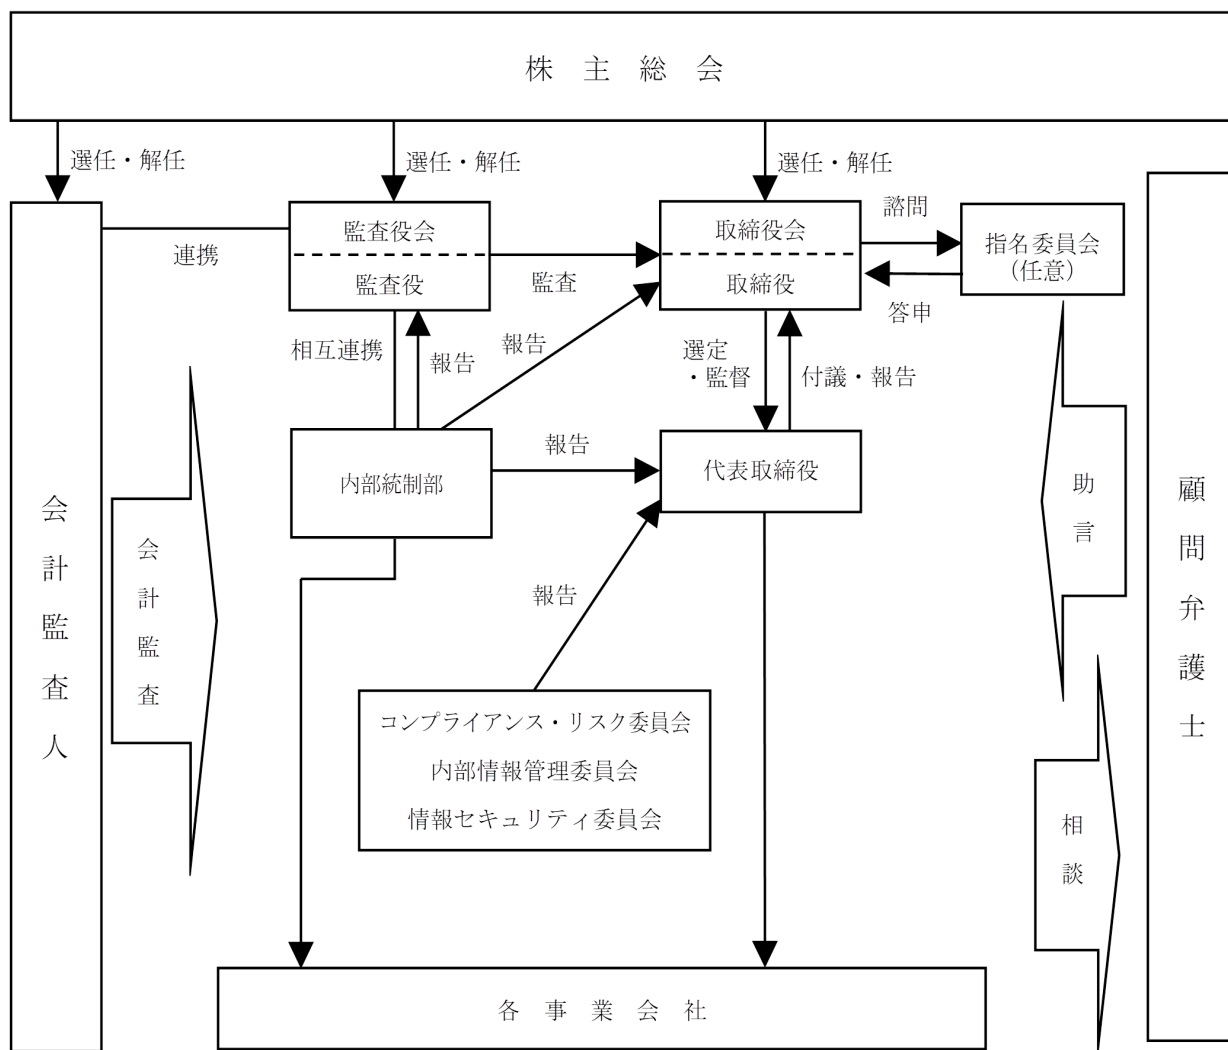 株主総会
選任・解任
選任・解任
選任・解任
会計監査人
連携
監査役会
監査役
監査
取締役会
取締役
諮問
答申
指名委員会
(任意)
顧問弁護士
相互連携
報告
報告
選定
・監督
付議・報告
内部統制部
報告
代表取締役
会計監査
助言
報告
コンプライアンス・リスク委員会
内部情報管理委員会
情報セキュリティ委員会
相談
各事業会社